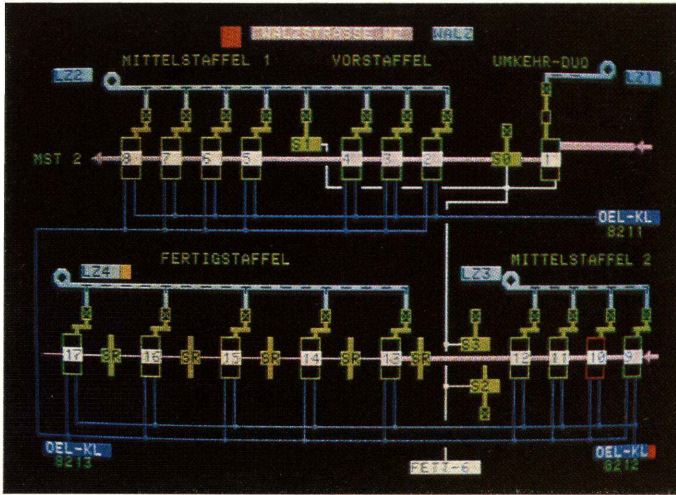 WALZSTRASSE WALZ
MITTELSTAFFEL 1 VORSTAFFEL UMKEHR-DUO
LZ2 LZ1
S1
MST 2 8 7 6 5 4 3 2 S0 1
OEL-KL
8211
FERTIGSTAFFEL MITTELSTAFFEL 2
LZ4 LZ3
S3
17 SR 16 SR 15 SR 14 SR 13 SR 12 11 10 9
S2
OEL-KL OEL-KL
8213 FETT-6 8212